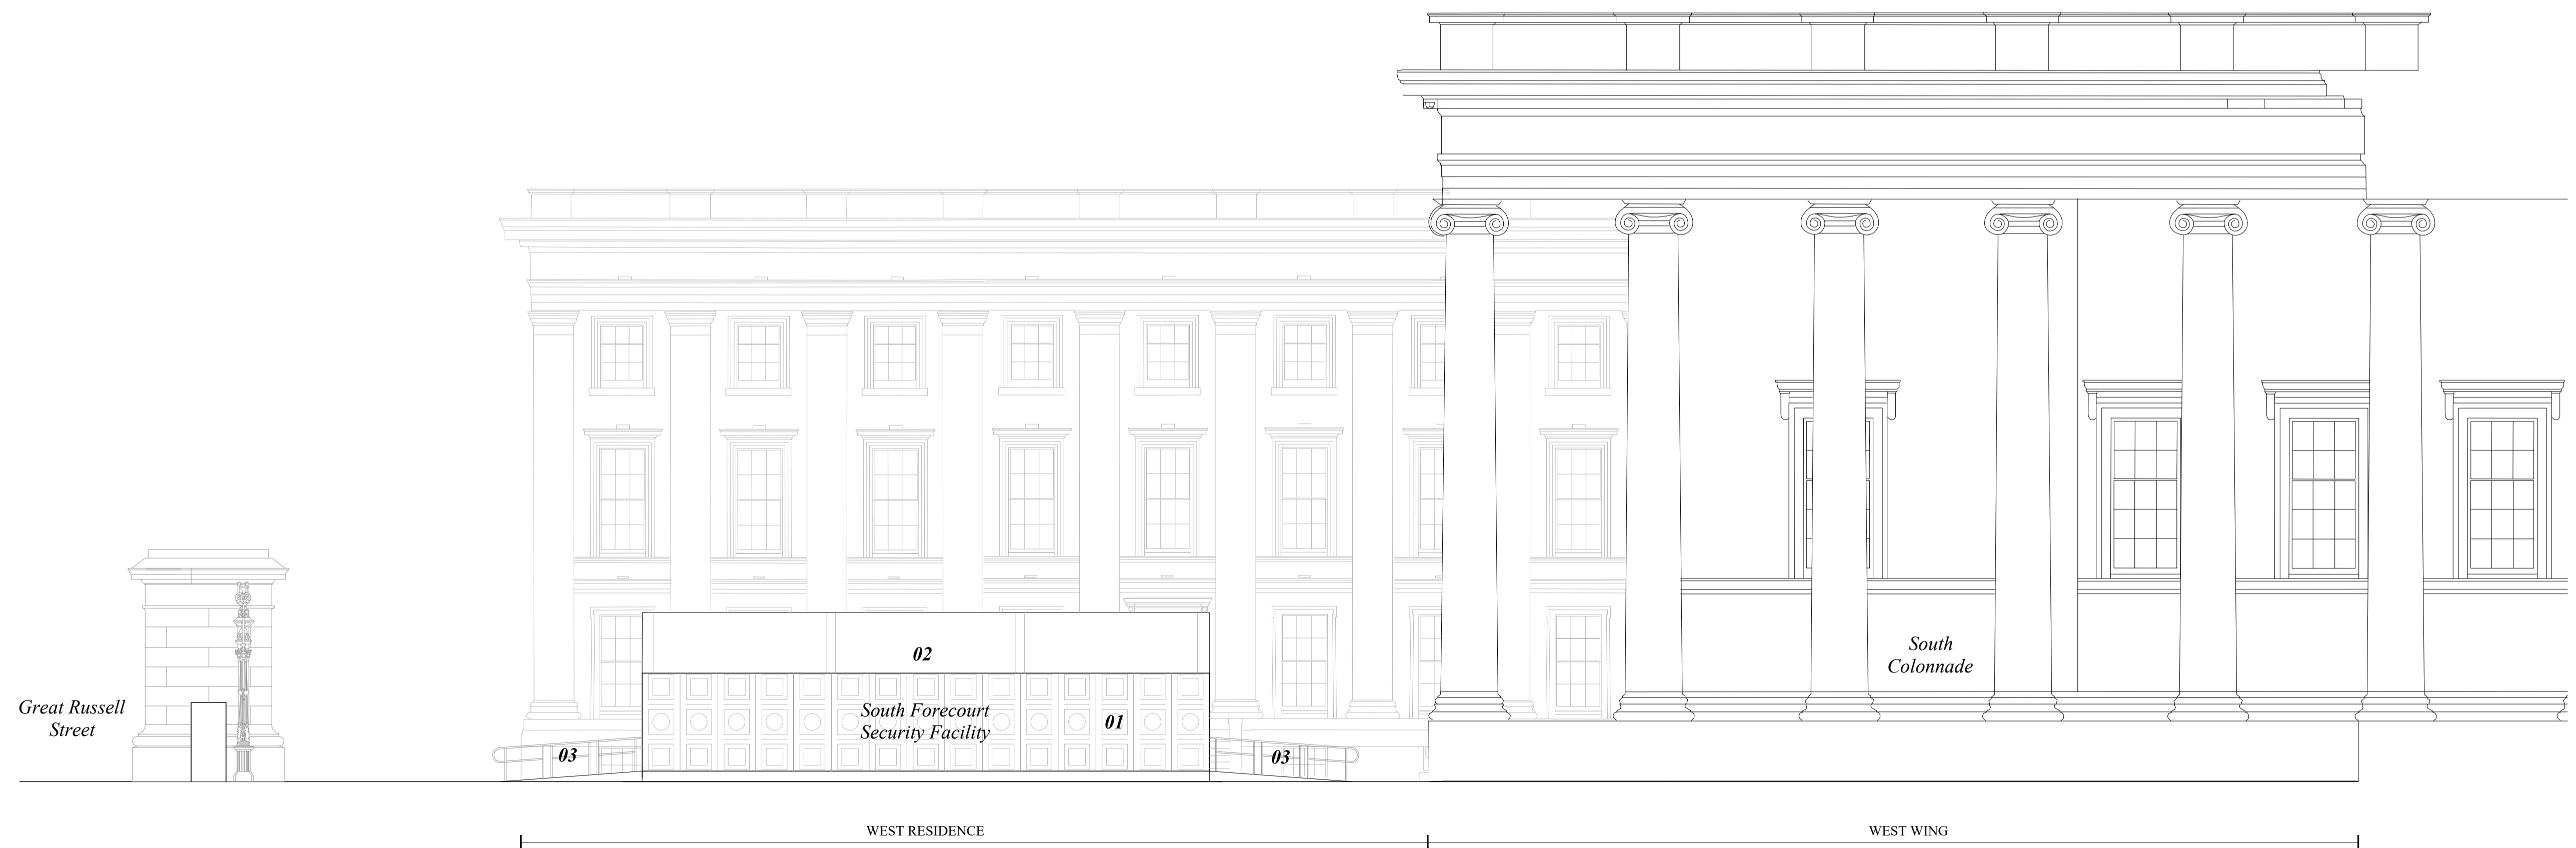 02
Great Russell
Street
South Forecourt
Security Facility
01
03
03
South
Colonnade
WEST RESIDENCE
WEST WING